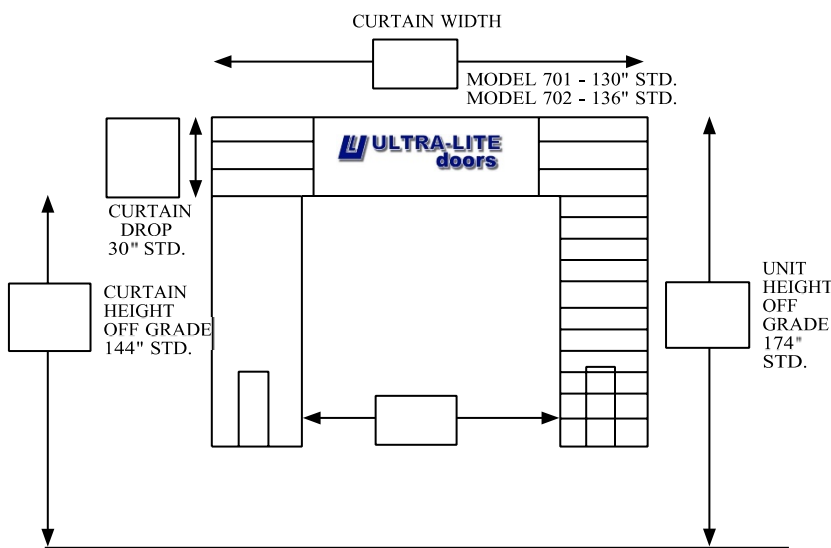 CURTAIN WIDTH
MODEL 701 - 130" STD.
MODEL 702 - 136" STD.
ULTRA-LITE
doors
CURTAIN
DROP
30" STD.
CURTAIN
HEIGHT
OFF GRADE
144" STD.
UNIT
HEIGHT
OFF
GRADE
174"
STD.